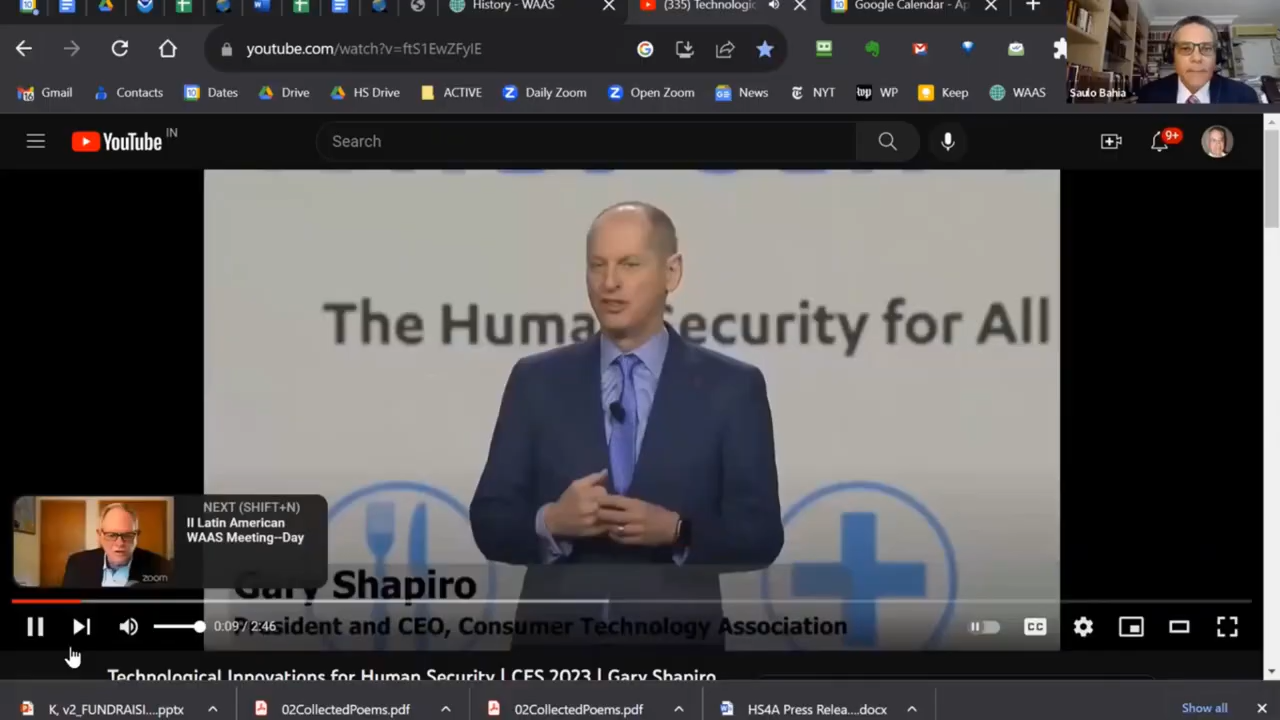 History - WAAS
(335) Technologic
Google Calendar - Ap
youtube.com/watch?v=ftS1EwZFyIE
Gmail
Contacts
Dates
Drive
HS Drive
ACTIVE
Daily Zoom
Open Zoom
News
NYT
WP
Keep
WAAS
Saulo Bahia
YouTube IN
Search
9+
The Human Security for All
NEXT (SHIFT+N)
II Latin American
WAAS Meeting--Day
zoom
Gary Shapiro
0:09 / 2:46
President and CEO, Consumer Technology Association
CC
Technological Innovations for Human Security | CES 2023 | Gary Shapiro
K, v2_FUNDRAISI....pptx
02CollectedPoems.pdf
02CollectedPoems.pdf
HS4A Press Relea....docx
Show all